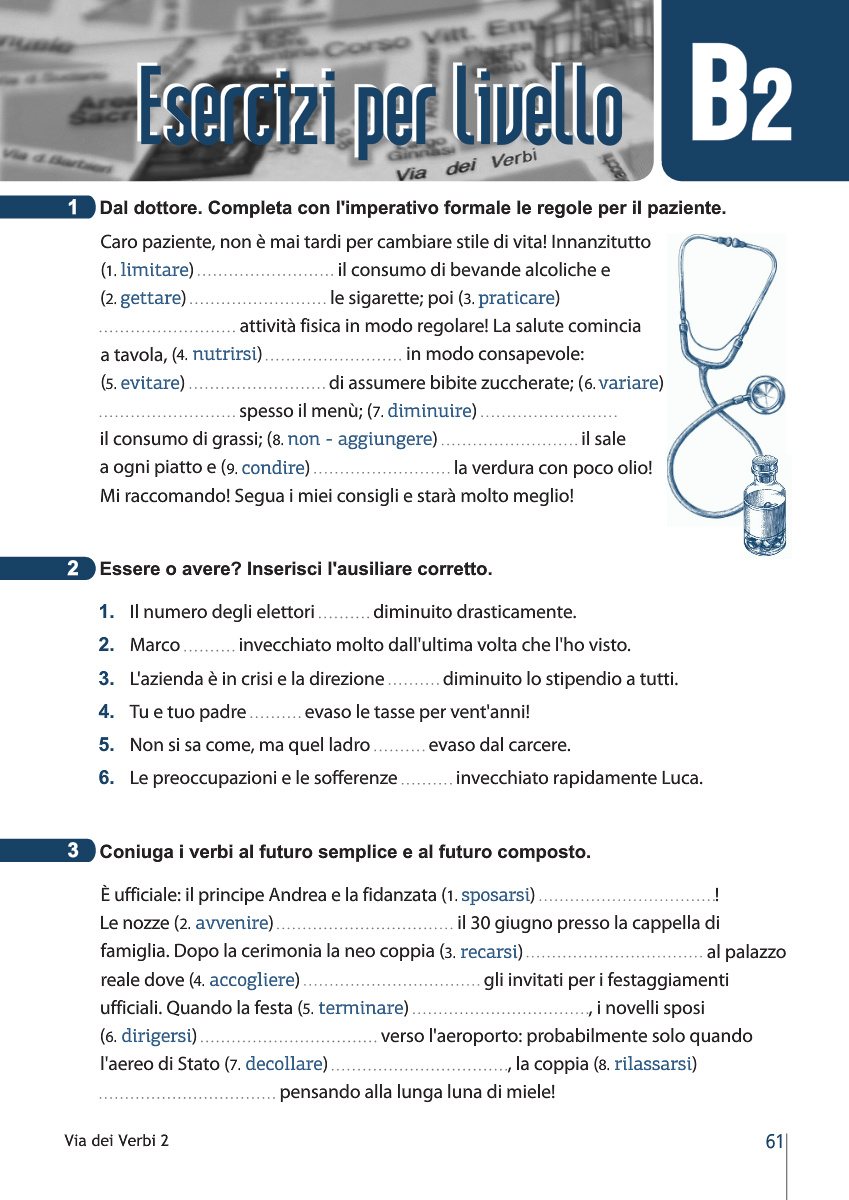 Corso Vitt. Em
Via dei Verbi
Esercizi per livello
B2
1 Dal dottore. Completa con l'imperativo formale le regole per il paziente.
Caro paziente, non è mai tardi per cambiare stile di vita! Innanzitutto
(1. limitare) .......................... il consumo di bevande alcoliche e
(2. gettare) .......................... le sigarette; poi (3. praticare)
.......................... attività fisica in modo regolare! La salute comincia
a tavola, (4. nutrirsi) .......................... in modo consapevole:
(5. evitare) .......................... di assumere bibite zuccherate; (6. variare)
.......................... spesso il menù; (7. diminuire) ..........................
il consumo di grassi; (8. non - aggiungere) .......................... il sale
a ogni piatto e (9. condire) .......................... la verdura con poco olio!
Mi raccomando! Segua i miei consigli e starà molto meglio!
2 Essere o avere? Inserisci l'ausiliare corretto.
1. Il numero degli elettori .......... diminuito drasticamente.
2. Marco .......... invecchiato molto dall'ultima volta che l'ho visto.
3. L'azienda è in crisi e la direzione .......... diminuito lo stipendio a tutti.
4. Tu e tuo padre .......... evaso le tasse per vent'anni!
5. Non si sa come, ma quel ladro .......... evaso dal carcere.
6. Le preoccupazioni e le sofferenze .......... invecchiato rapidamente Luca.
3 Coniuga i verbi al futuro semplice e al futuro composto.
È ufficiale: il principe Andrea e la fidanzata (1. sposarsi) ..................................!
Le nozze (2. avvenire) .................................. il 30 giugno presso la cappella di
famiglia. Dopo la cerimonia la neo coppia (3. recarsi) .................................. al palazzo
reale dove (4. accogliere) .................................. gli invitati per i festaggiamenti
ufficiali. Quando la festa (5. terminare) .................................., i novelli sposi
(6. dirigersi) .................................. verso l'aeroporto: probabilmente solo quando
l'aereo di Stato (7. decollare) .................................., la coppia (8. rilassarsi)
.................................. pensando alla lunga luna di miele!
Via dei Verbi 2
61